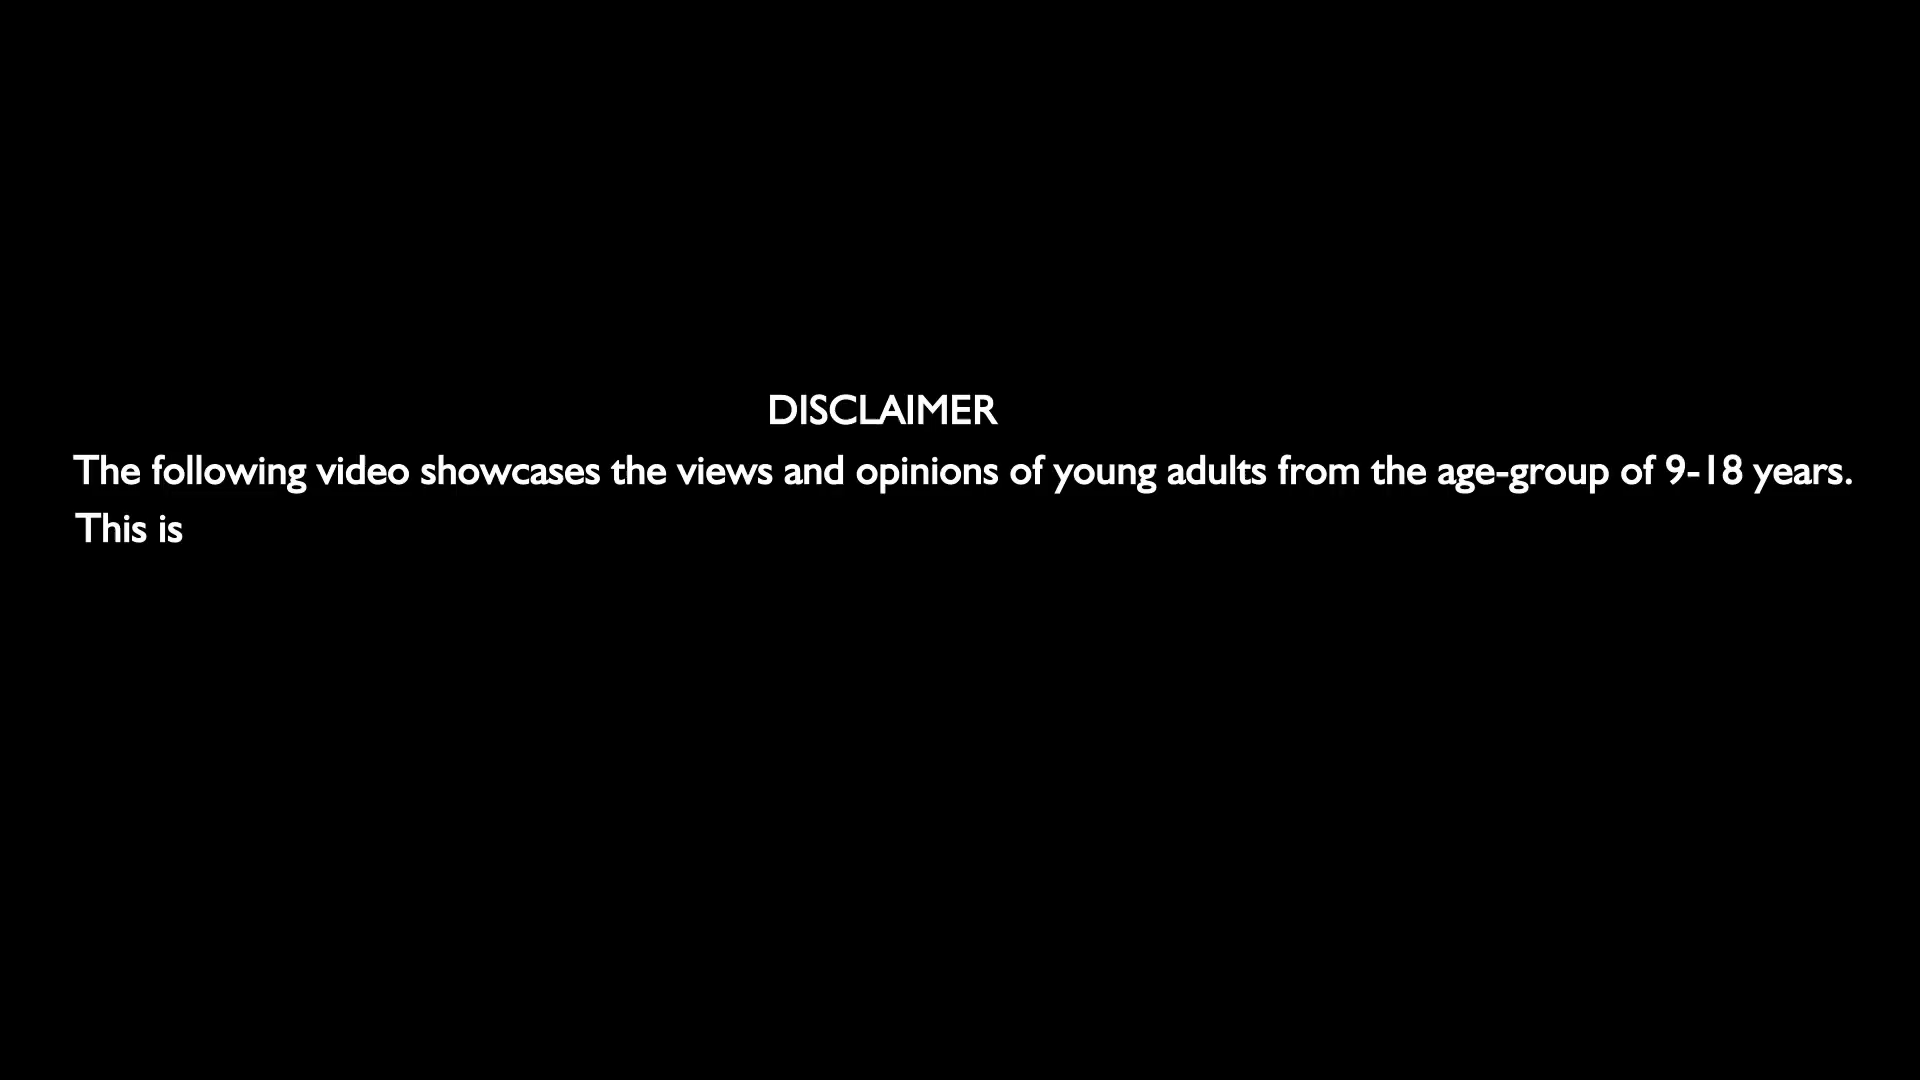 DISCLAIMER
The following video showcases the views and opinions of young adults from the age-group of 9-18 years.
This is